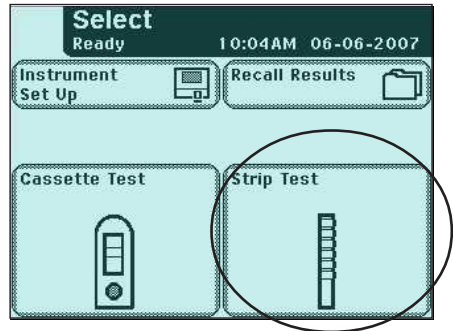 Select
Ready 10:04AM 06-06-2007
Instrument
Set Up
Recall Results
Cassette Test
Strip Test